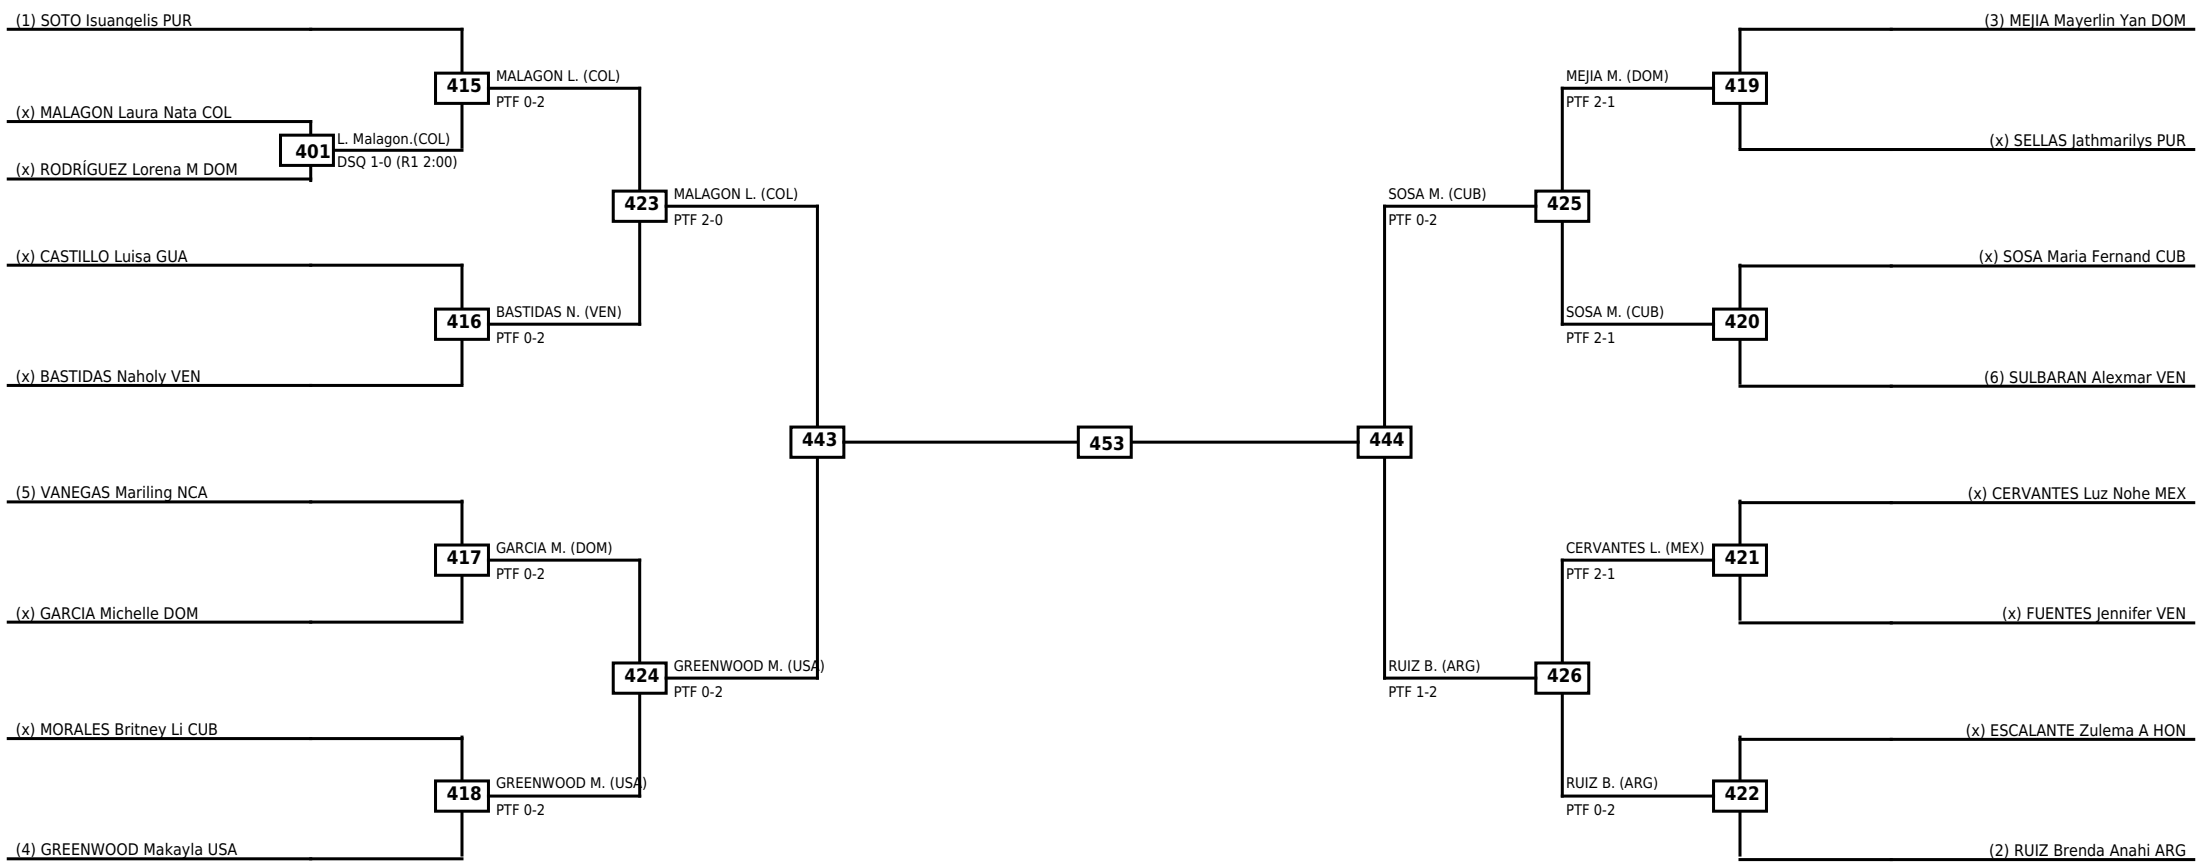 (1) SOTO Isuangelis PUR
(x) MALAGON Laura Nata COL
(x) RODRÍGUEZ Lorena M DOM
(x) CASTILLO Luisa GUA
(x) BASTIDAS Naholy VEN
(5) VANEGAS Mariling NCA
(x) GARCIA Michelle DOM
(x) MORALES Britney Li CUB
(4) GREENWOOD Makayla USA
401
L. Malagon.(COL)
DSQ 1-0 (R1 2:00)
415
MALAGON L. (COL)
PTF 0-2
416
BASTIDAS N. (VEN)
PTF 0-2
417
GARCIA M. (DOM)
PTF 0-2
418
GREENWOOD M. (USA)
PTF 0-2
423
MALAGON L. (COL)
PTF 2-0
424
GREENWOOD M. (USA)
PTF 0-2
443
453
444
SOSA M. (CUB)
PTF 0-2
425
RUIZ B. (ARG)
PTF 1-2
426
MEJIA M. (DOM)
PTF 2-1
419
SOSA M. (CUB)
PTF 2-1
420
CERVANTES L. (MEX)
PTF 2-1
421
RUIZ B. (ARG)
PTF 0-2
422
(3) MEJIA Mayerlin Yan DOM
(x) SELLAS Jathmarilys PUR
(x) SOSA Maria Fernand CUB
(6) SULBARAN Alexmar VEN
(x) CERVANTES Luz Nohe MEX
(x) FUENTES Jennifer VEN
(x) ESCALANTE Zulema A HON
(2) RUIZ Brenda Anahi ARG